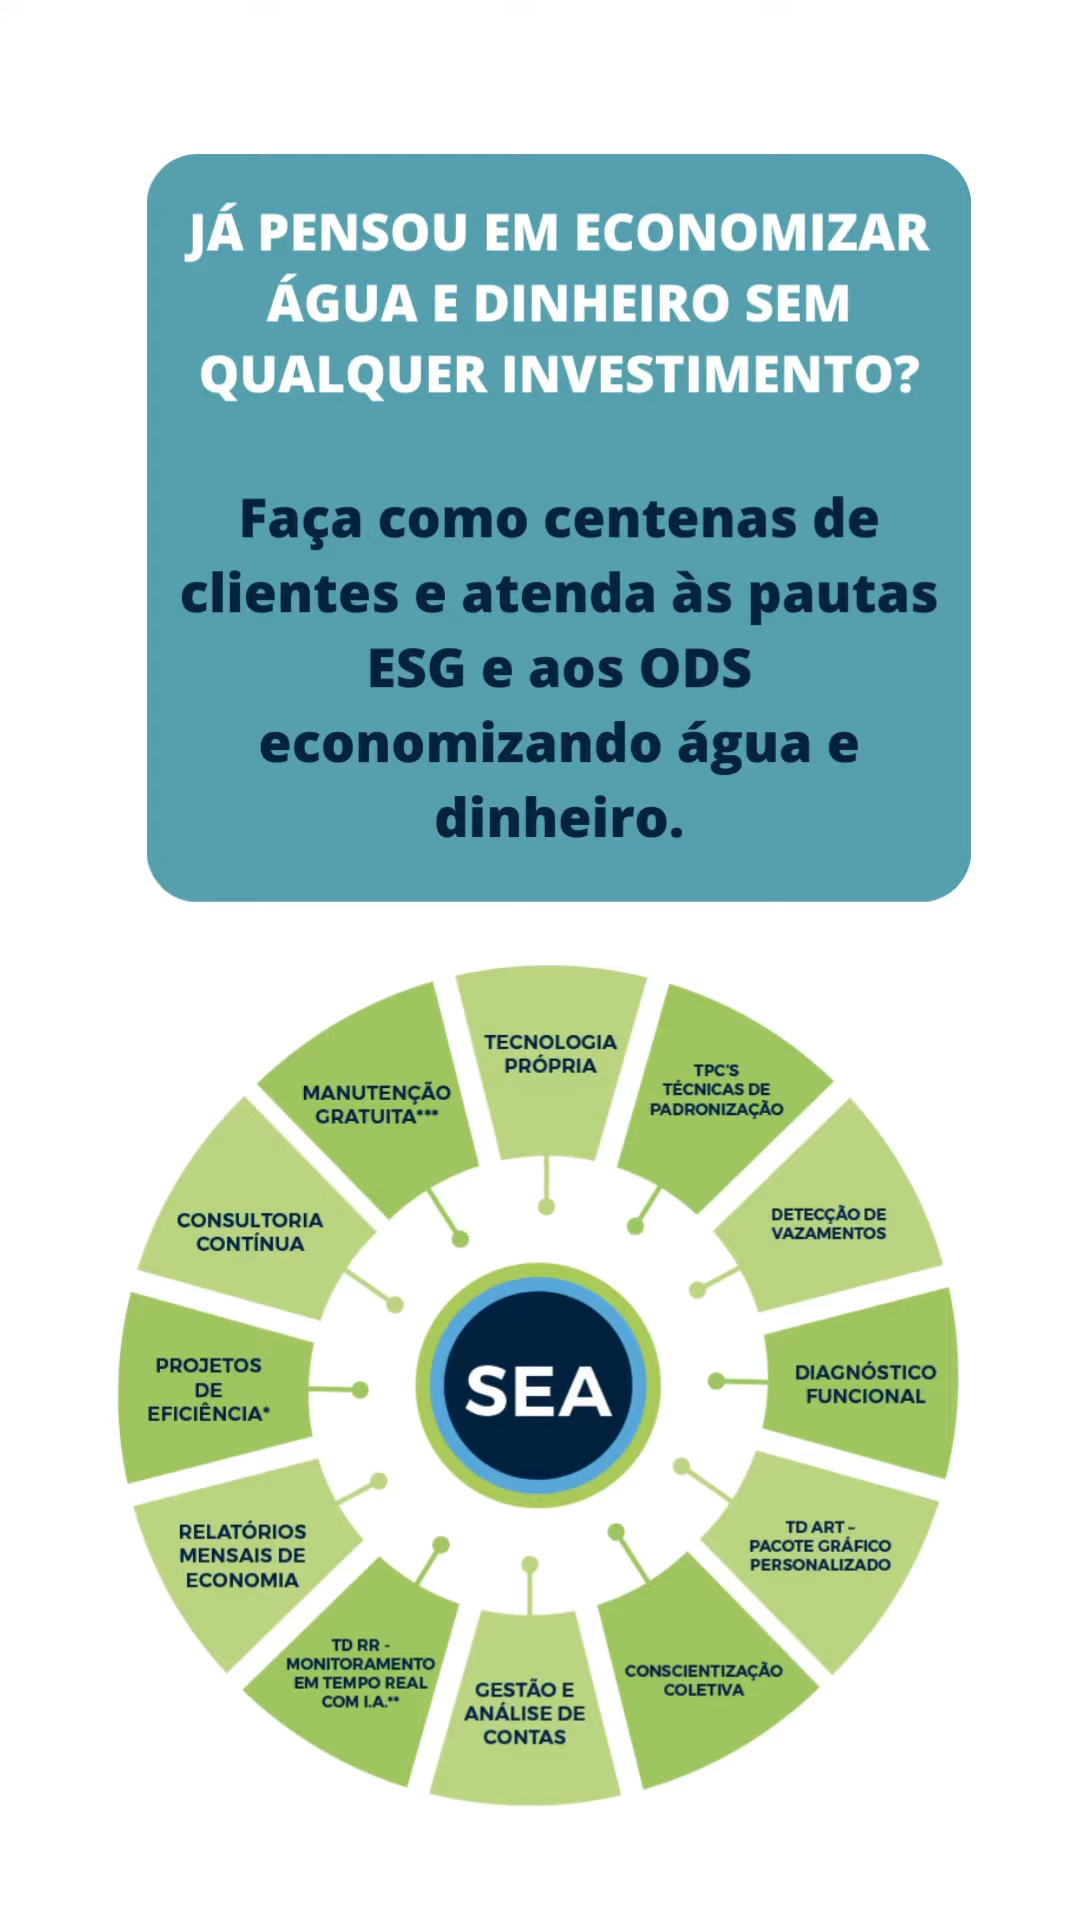 JÁ PENSOU EM ECONOMIZAR
ÁGUA E DINHEIRO SEM
QUALQUER INVESTIMENTO?
Faça como centenas de
clientes e atenda às pautas
ESG e aos ODS
economizando água e
dinheiro.
TECNOLOGIA
PRÓPRIA
TPC'S
TÉCNICAS DE
PADRONIZAÇÃO
DETECÇÃO DE
VAZAMENTOS
DIAGNÓSTICO
FUNCIONAL
TD ART –
PACOTE GRÁFICO
PERSONALIZADO
CONSCIENTIZAÇÃO
COLETIVA
GESTÃO E
ANÁLISE DE
CONTAS
TD RR -
MONITORAMENTO
EM TEMPO REAL
COM I.A.**
RELATÓRIOS
MENSAIS DE
ECONOMIA
PROJETOS
DE
EFICIÊNCIA*
CONSULTORIA
CONTÍNUA
MANUTENÇÃO
GRATUITA***
SEA